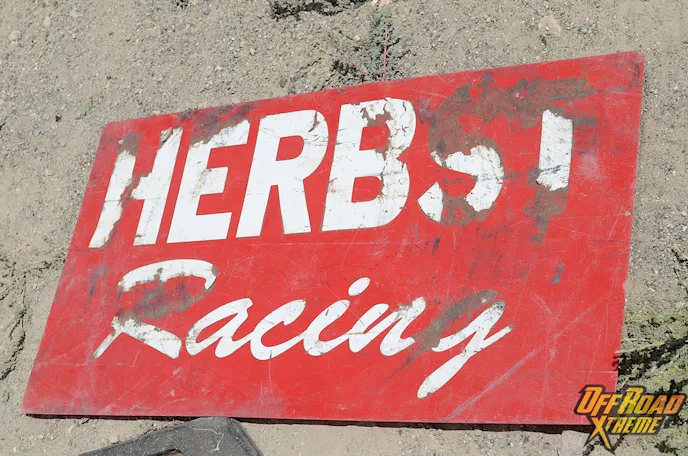 HERBST
Racing
OFFROAD
XTREME